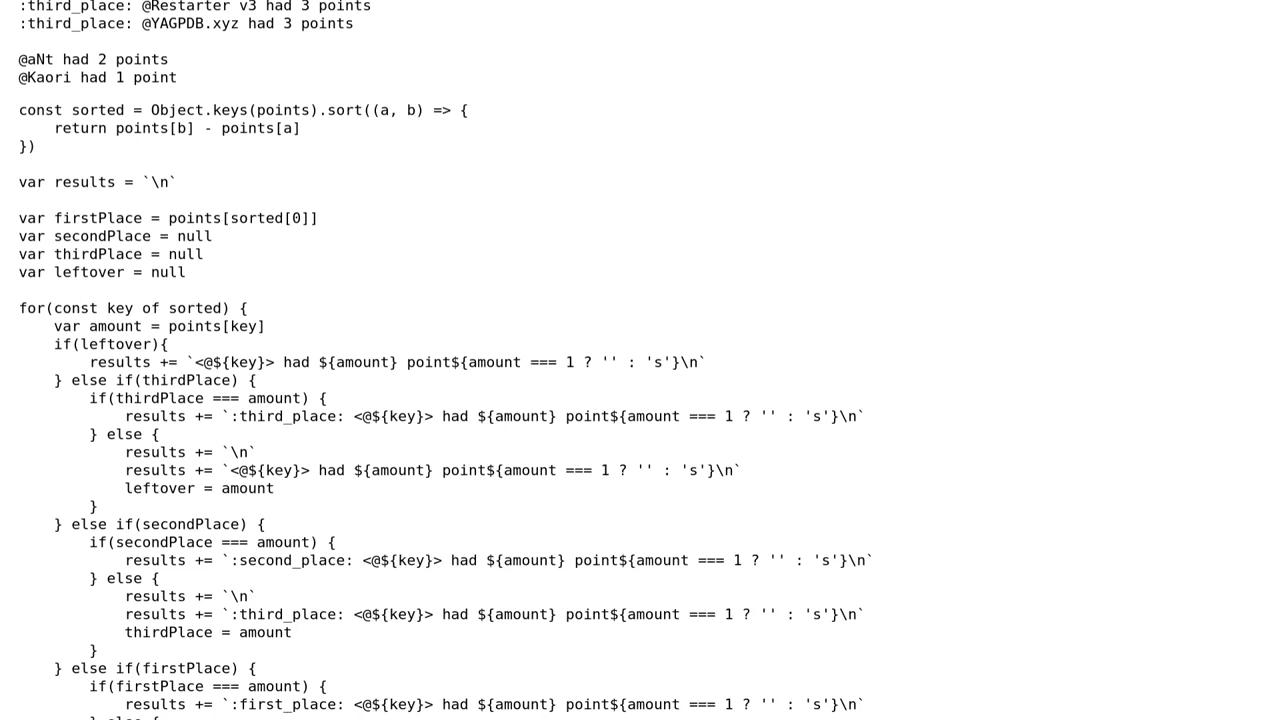 :third_place: @Restarter v3 had 3 points
:third_place: @YAGPDB.xyz had 3 points

@aNt had 2 points
@Kaori had 1 point

const sorted = Object.keys(points).sort((a, b) => {
    return points[b] - points[a]
})

var results = `\n`

var firstPlace = points[sorted[0]]
var secondPlace = null
var thirdPlace = null
var leftover = null

for(const key of sorted) {
    var amount = points[key]
    if(leftover){
        results += `<@${key}> had ${amount} point${amount === 1 ? '' : 's'}\n`
    } else if(thirdPlace) {
        if(thirdPlace === amount) {
            results += `:third_place: <@${key}> had ${amount} point${amount === 1 ? '' : 's'}\n`
        } else {
            results += `\n`
            results += `<@${key}> had ${amount} point${amount === 1 ? '' : 's'}\n`
            leftover = amount
        }
    } else if(secondPlace) {
        if(secondPlace === amount) {
            results += `:second_place: <@${key}> had ${amount} point${amount === 1 ? '' : 's'}\n`
        } else {
            results += `\n`
            results += `:third_place: <@${key}> had ${amount} point${amount === 1 ? '' : 's'}\n`
            thirdPlace = amount
        }
    } else if(firstPlace) {
        if(firstPlace === amount) {
            results += `:first_place: <@${key}> had ${amount} point${amount === 1 ? '' : 's'}\n`
        } else {